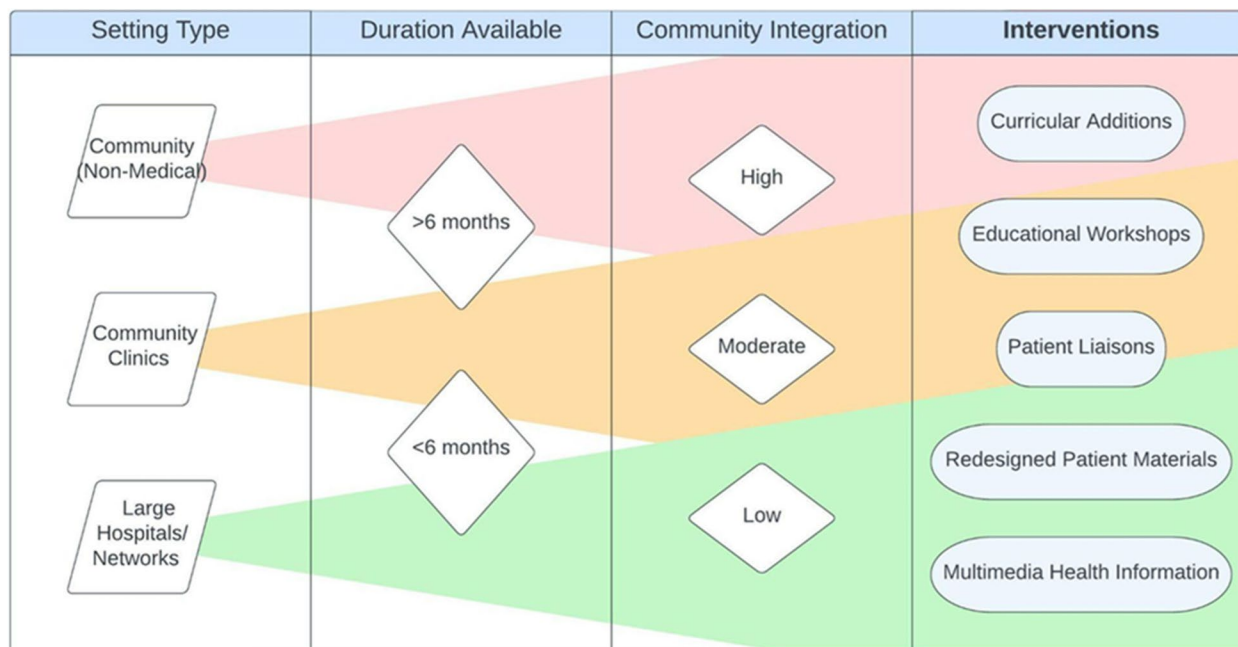 Setting Type
Duration Available
Community Integration
Interventions
Community
(Non-Medical)
Community
Clinics
Large
Hospitals/
Networks
>6 months
<6 months
High
Moderate
Low
Curricular Additions
Educational Workshops
Patient Liaisons
Redesigned Patient Materials
Multimedia Health Information